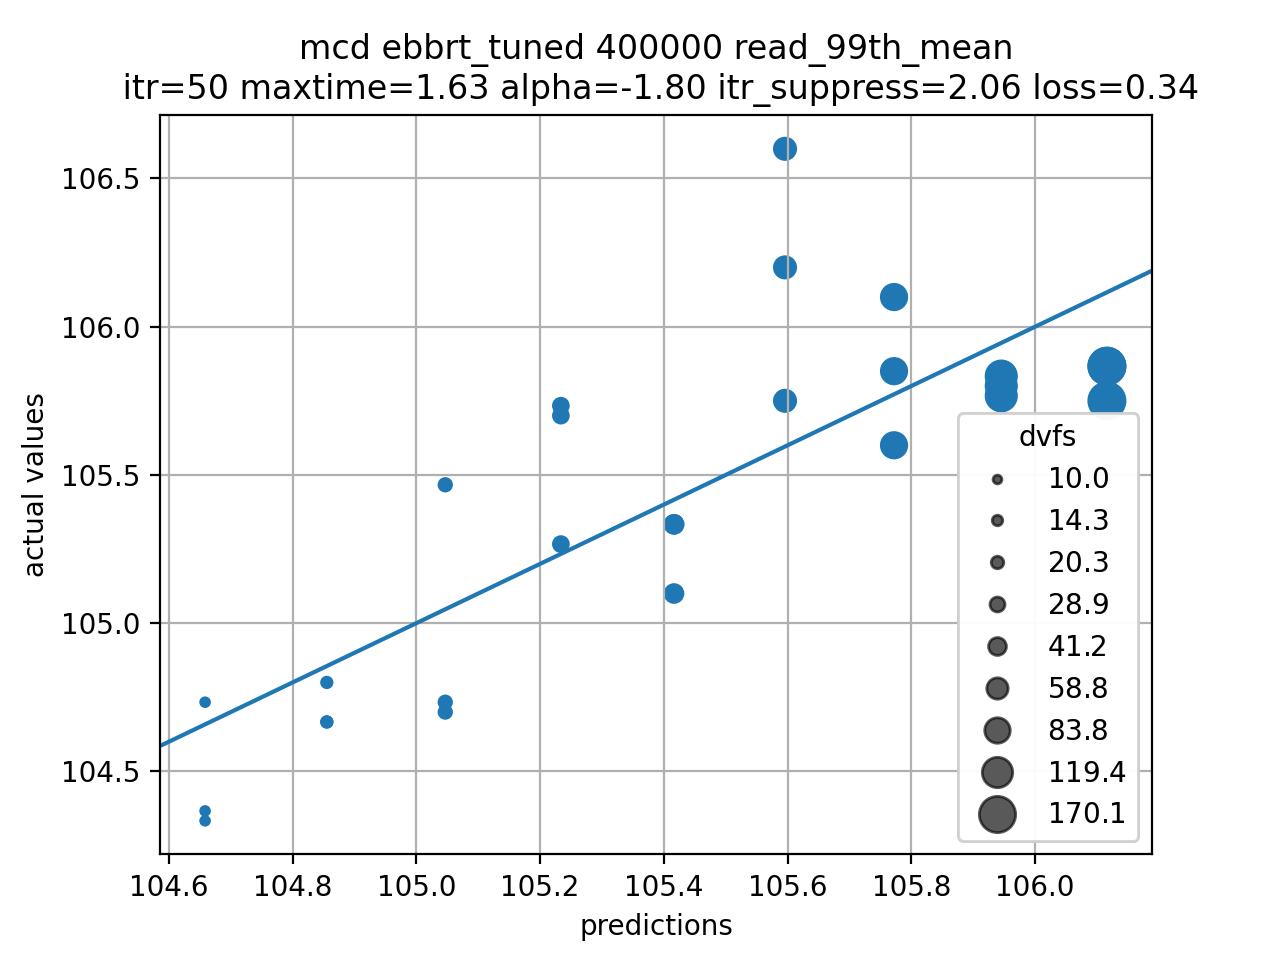 mcd ebbrt_tuned 400000 read_99th_mean
itr=50 maxtime=1.63 alpha=-1.80 itr_suppress=2.06 loss=0.34
actual values
106.5
106.0
105.5
105.0
104.5
dvfs
10.0
14.3
20.3
28.9
41.2
58.8
83.8
119.4
170.1
104.6 104.8 105.0 105.2 105.4 105.6 105.8 106.0
predictions